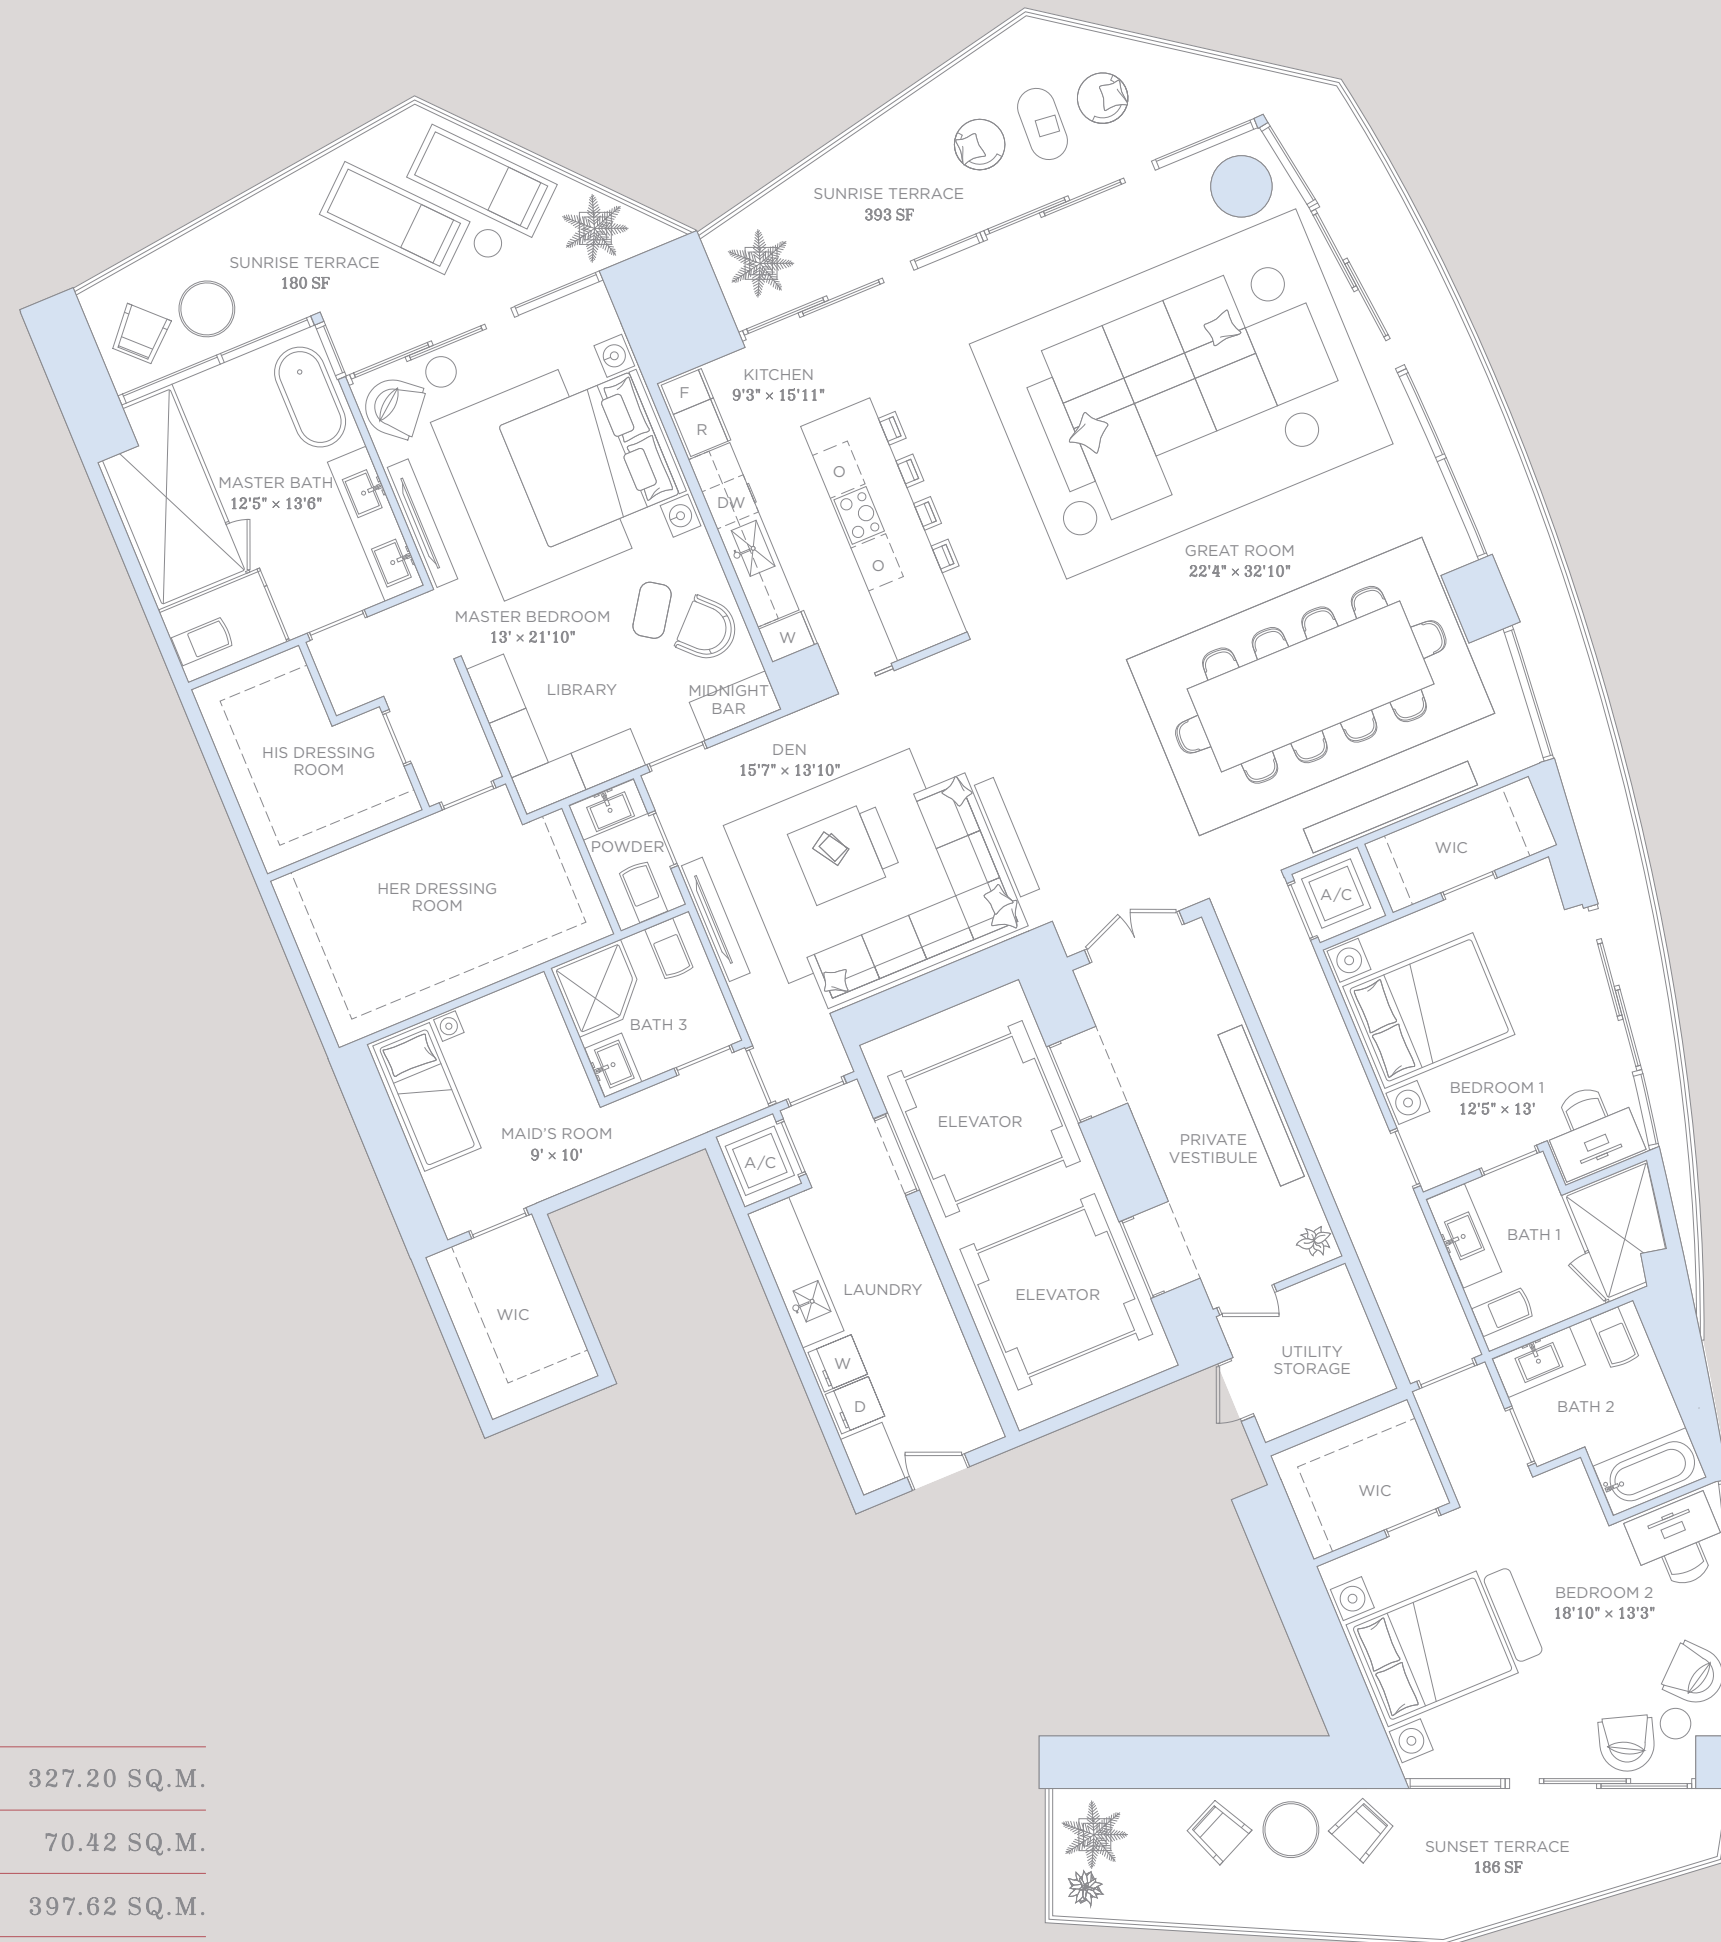 SUNRISE TERRACE
393 SF
SUNRISE TERRACE
180 SF
KITCHEN
9'3" × 15'11"
F
R
DW
W
MASTER BATH
12'5" × 13'6"
GREAT ROOM
22'4" × 32'10"
MASTER BEDROOM
13' × 21'10"
LIBRARY
MIDNIGHT
BAR
HIS DRESSING
ROOM
DEN
15'7" × 13'10"
POWDER
WIC
A/C
HER DRESSING
ROOM
BATH 3
BEDROOM 1
12'5" × 13'
ELEVATOR
MAID'S ROOM
9' × 10'
PRIVATE
VESTIBULE
A/C
BATH 1
LAUNDRY
ELEVATOR
WIC
UTILITY
STORAGE
W
D
BATH 2
WIC
BEDROOM 2
18'10" × 13'3"
327.20 SQ.M.
70.42 SQ.M.
397.62 SQ.M.
SUNSET TERRACE
186 SF